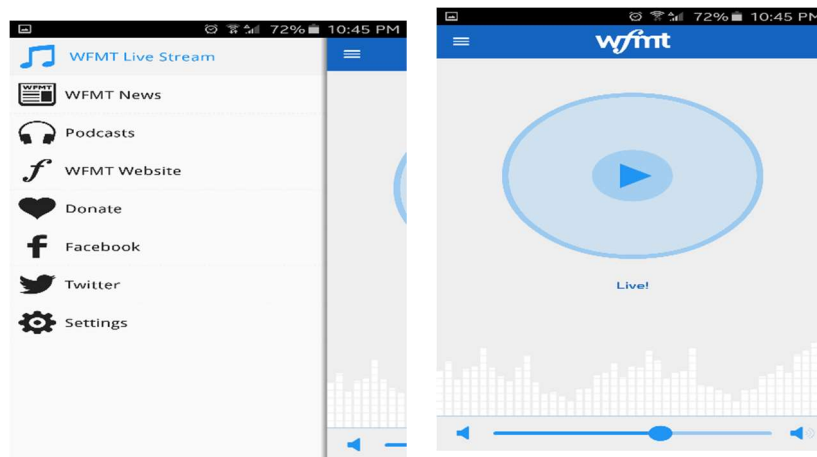 72% 10:45 PM
WFMT Live Stream
WFMT
WFMT News
Podcasts
f WFMT Website
Donate
f Facebook
Twitter
Settings
72% 10:45 PM
wfmt
Live!